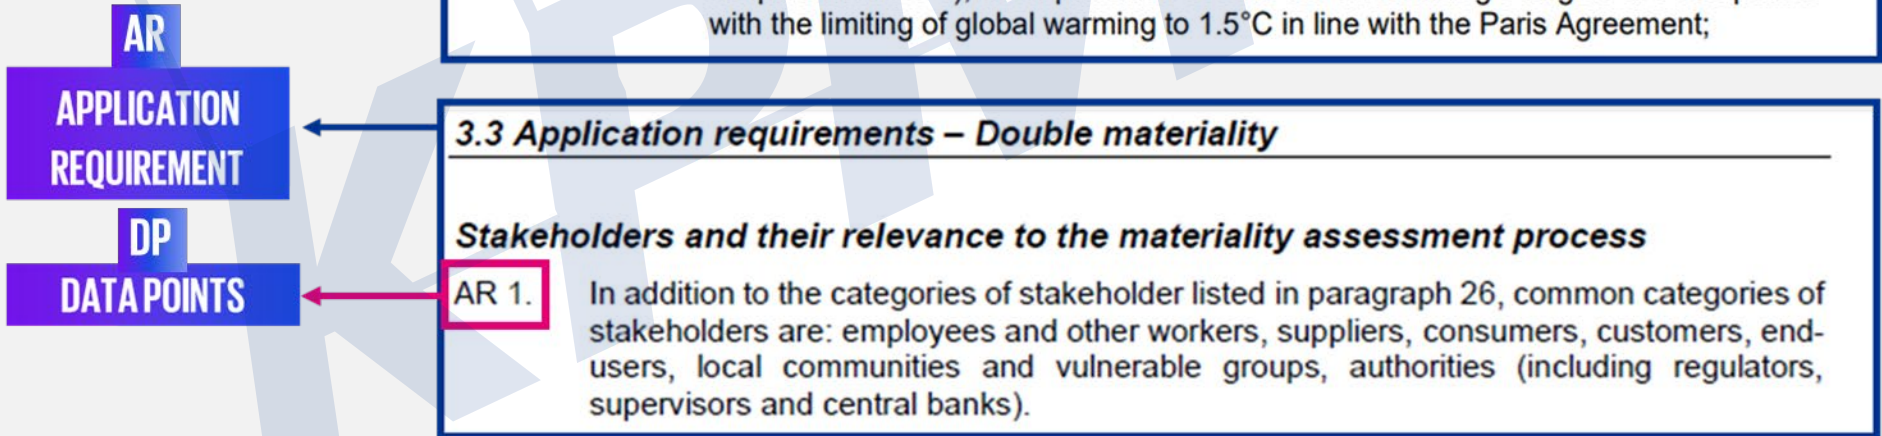 with the limiting of global warming to 1.5°C in line with the Paris Agreement;
AR
APPLICATION
REQUIREMENT
3.3 Application requirements – Double materiality
Stakeholders and their relevance to the materiality assessment process
DP
DATA POINTS
AR 1. In addition to the categories of stakeholder listed in paragraph 26, common categories of
stakeholders are: employees and other workers, suppliers, consumers, customers, end-
users, local communities and vulnerable groups, authorities (including regulators,
supervisors and central banks).